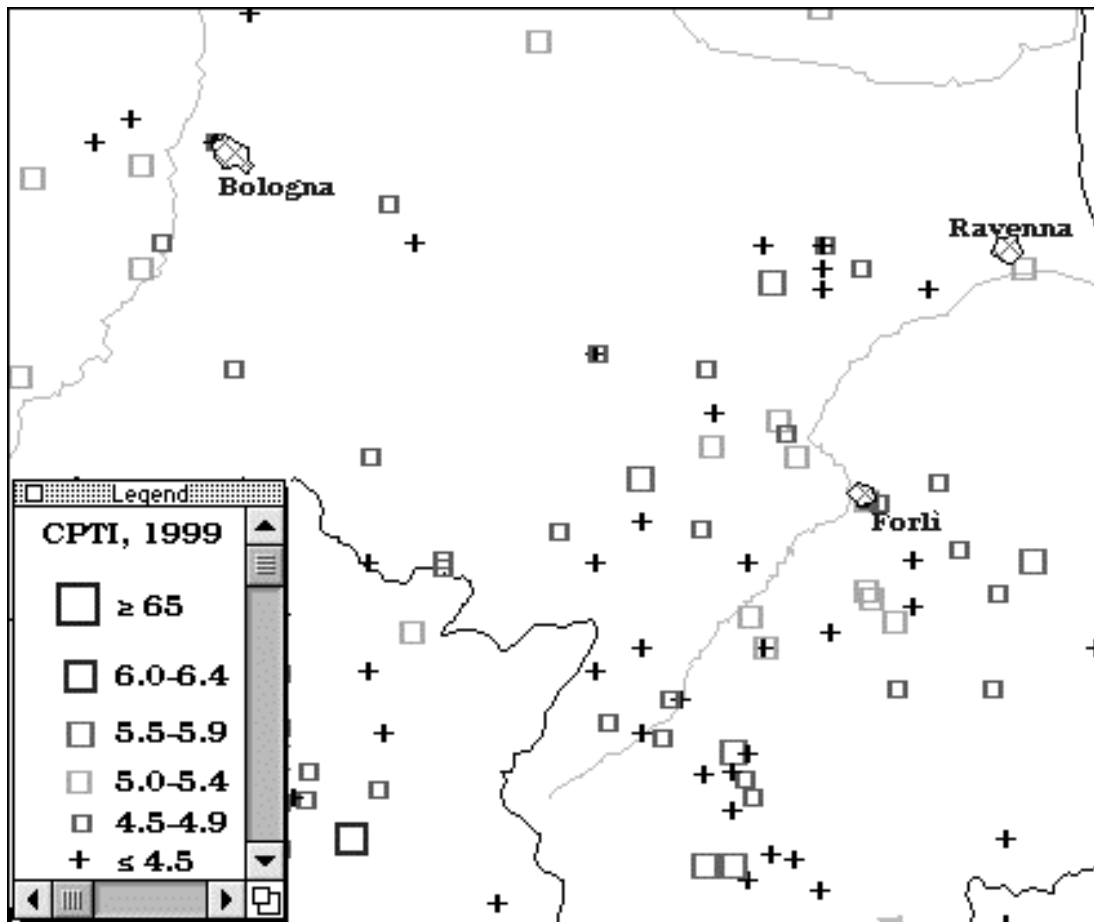 Bologna
Ravenna
Forlì
Legend
CPTI, 1999
≥ 65
6.0-6.4
5.5-5.9
5.0-5.4
4.5-4.9
≤ 4.5